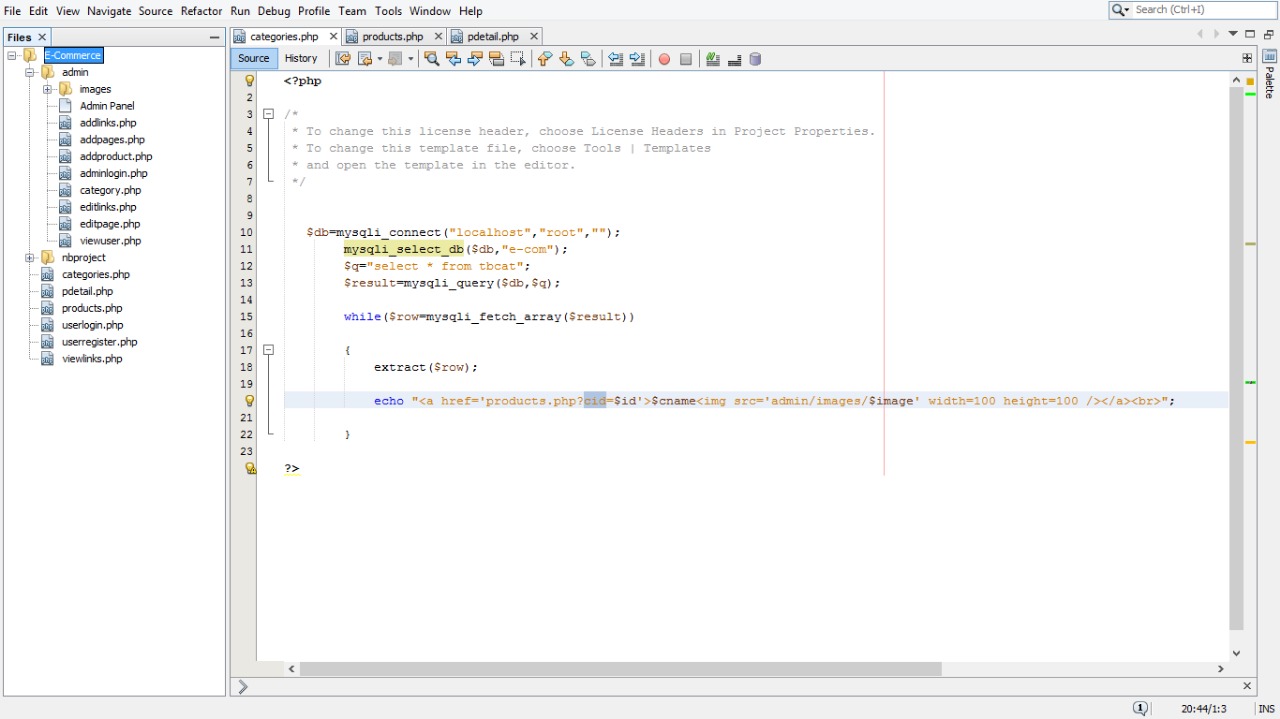 File Edit View Navigate Source Refactor Run Debug Profile Team Tools Window Help
Search (Ctrl+I)
Files
E-Commerce
admin
images
Admin Panel
addlinks.php
addpages.php
addproduct.php
adminlogin.php
category.php
editlinks.php
editpage.php
viewuser.php
nbproject
categories.php
pdetail.php
products.php
userlogin.php
userregister.php
viewlinks.php
categories.php products.php pdetail.php
Source History
Palette
1 <?php
2
3 /*
4 * To change this license header, choose License Headers in Project Properties.
5 * To change this template file, choose Tools | Templates
6 * and open the template in the editor.
7 */
8
9
10 $db=mysqli_connect("localhost","root","");
11 mysqli_select_db($db,"e-com");
12 $q="select * from tbcat";
13 $result=mysqli_query($db,$q);
14
15 while($row=mysqli_fetch_array($result))
16
17 {
18 extract($row);
19
echo "<a href='products.php?cid=$id'>$cname<img src='admin/images/$image' width=100 height=100 /></a><br>";
21
22 }
23
?>
1 20:44/1:3 INS